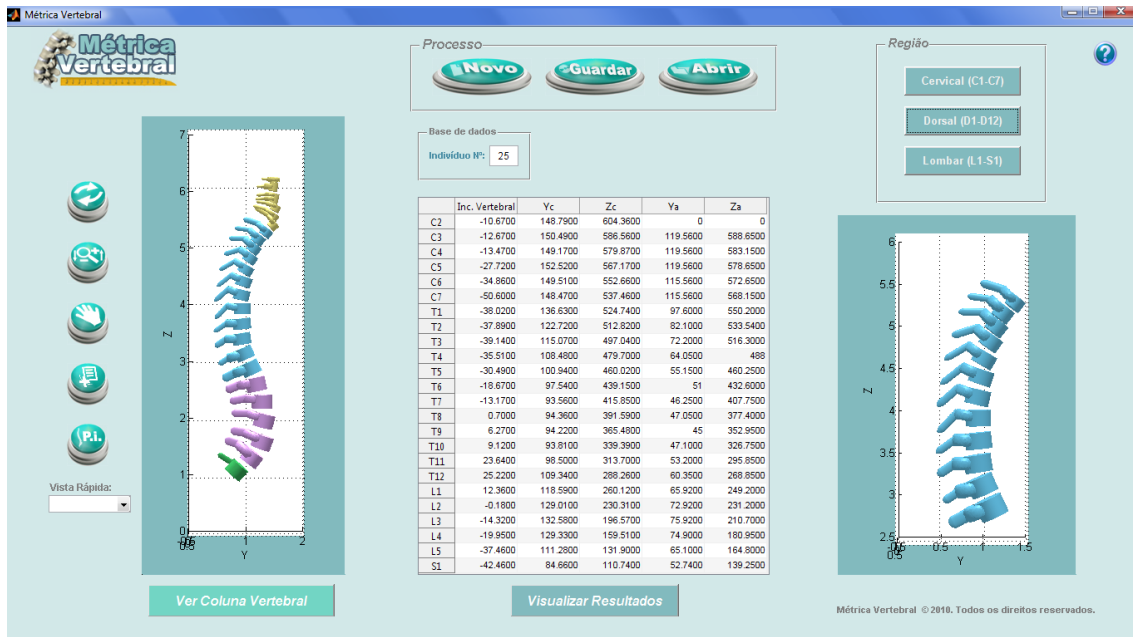 Métrica Vertebral
Métrica
Vertebral
Processo
Novo
Guardar
Abrir
Região
Cervical (C1-C7)
Dorsal (D1-D12)
Lombar (L1-S1)
?
Base de dados
Indivíduo Nº: 25
P.i.
Vista Rápida:
7
6
5
4
3
2
1
0
Z
1
2
Y
Inc. Vertebral Yc Zc Ya Za
C2 -10.6700 148.7900 604.3600 0 0
C3 -12.6700 150.4900 586.5600 119.5600 588.6500
C4 -13.4700 149.1700 579.8700 119.5600 583.1500
C5 -27.7200 152.5200 567.1700 119.5600 578.6500
C6 -34.8600 149.5100 552.6600 115.5600 572.6500
C7 -50.6000 148.4700 537.4600 115.5600 568.1500
T1 -38.0200 136.6300 524.7400 97.6000 550.2000
T2 -37.8900 122.7200 512.8200 82.1000 533.5400
T3 -39.1400 115.0700 497.0400 72.2000 516.3000
T4 -35.5100 108.4800 479.7000 64.0500 488
T5 -30.4900 100.9400 460.0200 55.1500 460.2500
T6 -18.6700 97.5400 439.1500 51 432.6000
T7 -13.1700 93.5600 415.8500 46.2500 407.7500
T8 0.7000 94.3600 391.5900 47.0500 377.4000
T9 6.2700 94.2200 365.4800 45 352.9500
T10 9.1200 93.8100 339.3900 47.1000 326.7500
T11 23.6400 98.5000 313.7000 53.2000 295.8500
T12 25.2200 109.3400 288.2600 60.3500 268.8500
L1 12.3600 118.5900 260.1200 65.9200 249.2000
L2 -0.1800 129.0100 230.3100 72.9200 231.2000
L3 -14.3200 132.5800 196.5700 75.9200 210.7000
L4 -19.9500 129.3300 159.5100 74.9000 180.9500
L5 -37.4600 111.2800 131.9000 65.1000 164.8000
S1 -42.4600 84.6600 110.7400 52.7400 139.2500
6
5.5
5
4.5
4
3.5
3
2.5
Z
0.5
1
1.5
Y
Ver Coluna Vertebral
Visualizar Resultados
Métrica Vertebral © 2010. Todos os direitos reservados.